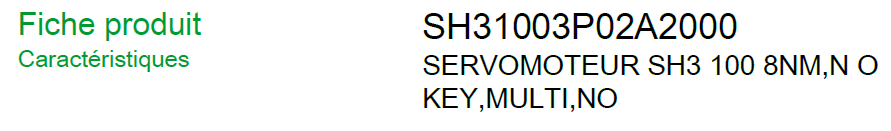 Fiche produit
Caractéristiques
SH31003P02A2000
SERVOMOTEUR SH3 100 8NM,N O
KEY,MULTI,NO